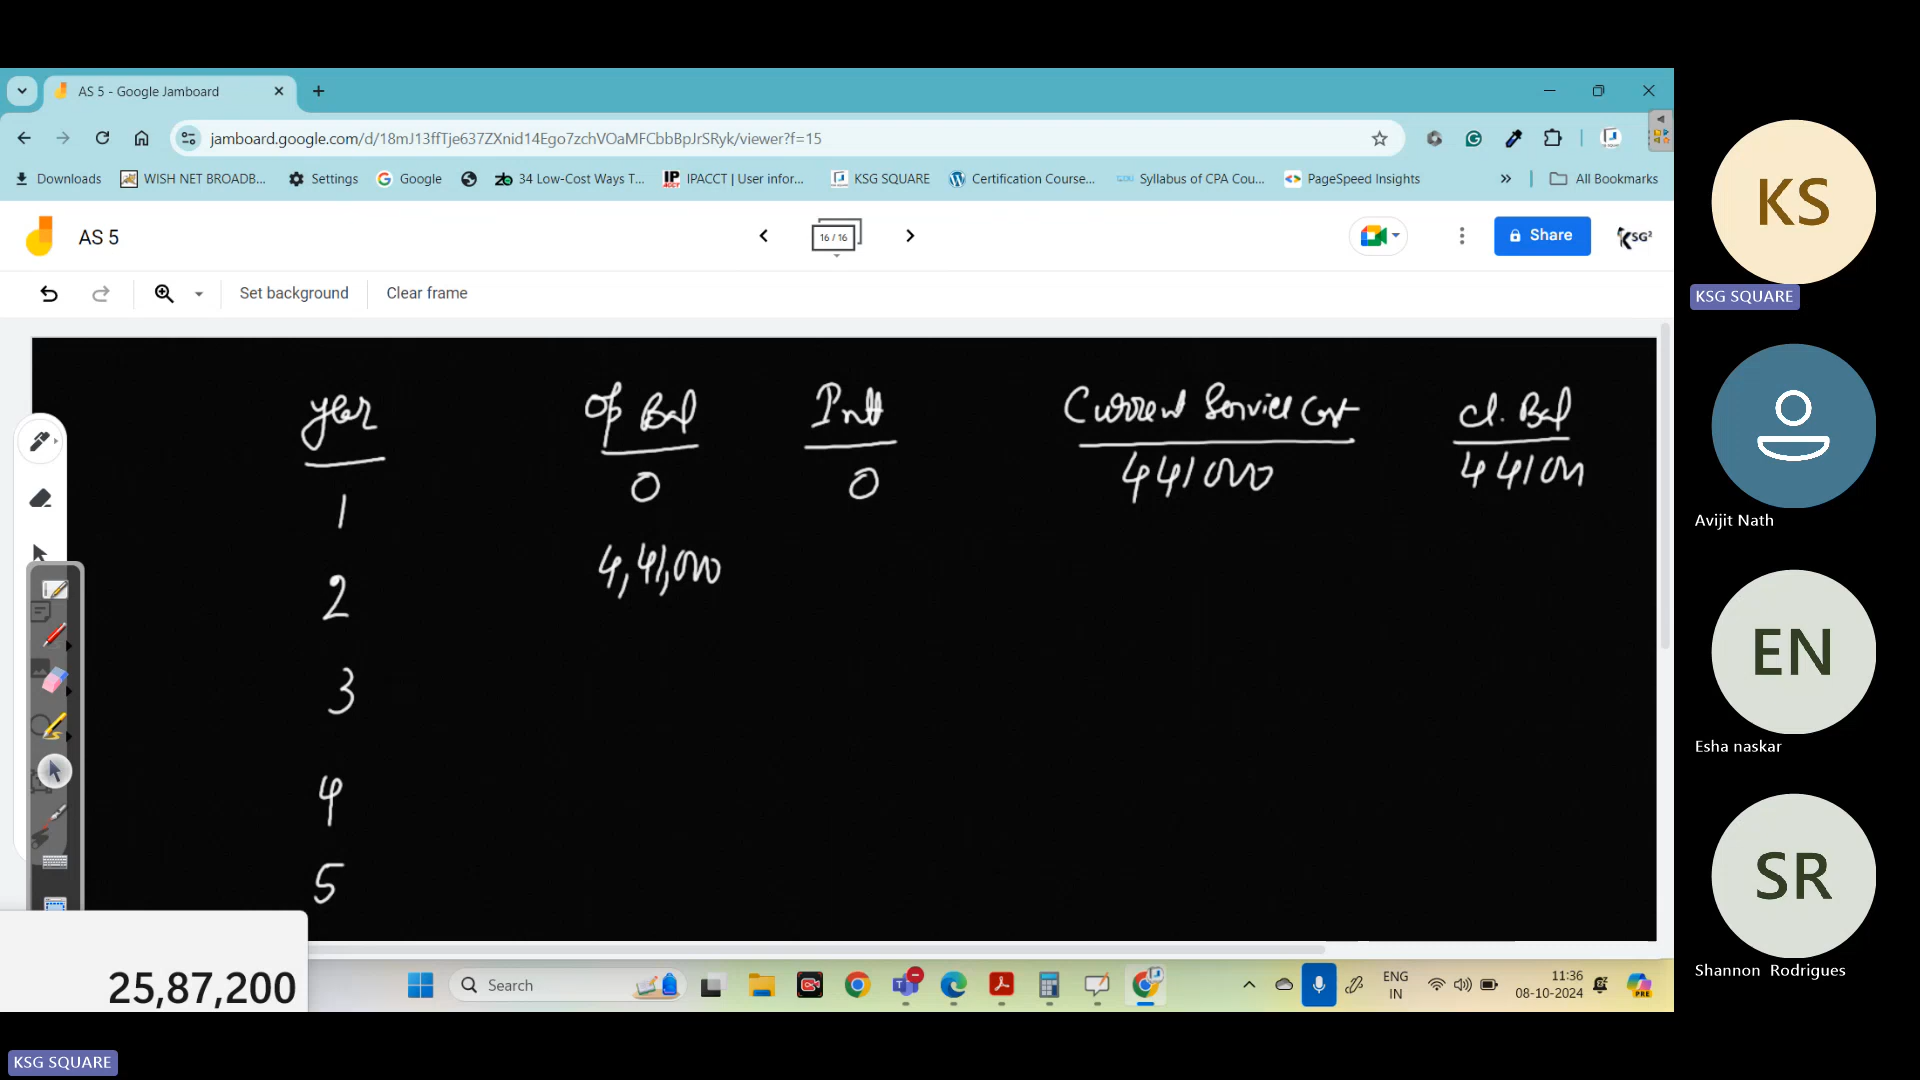 AS 5 - Google Jamboard
jamboard.google.com/d/18mJ13ffTje637ZXnid14Ego7zchVOaMFCbbBpJrSRyk/viewer?f=15
Downloads WISH NET BROADB... Settings Google 34 Low-Cost Ways T... IPACCT | User infor... KSG SQUARE Certification Course... Syllabus of CPA Cou... PageSpeed Insights » All Bookmarks
AS 5 16 / 16 Share KSG²
Set background Clear frame
year Op Bal Intt Current Service Cost Cl. Bal
1 0 0 441000 441000
2 4,41,000
3
4
5
25,87,200
Search
ENG IN
11:36
08-10-2024
PRE
KS
KSG SQUARE
Avijit Nath
EN
Esha naskar
SR
Shannon Rodrigues
KSG SQUARE